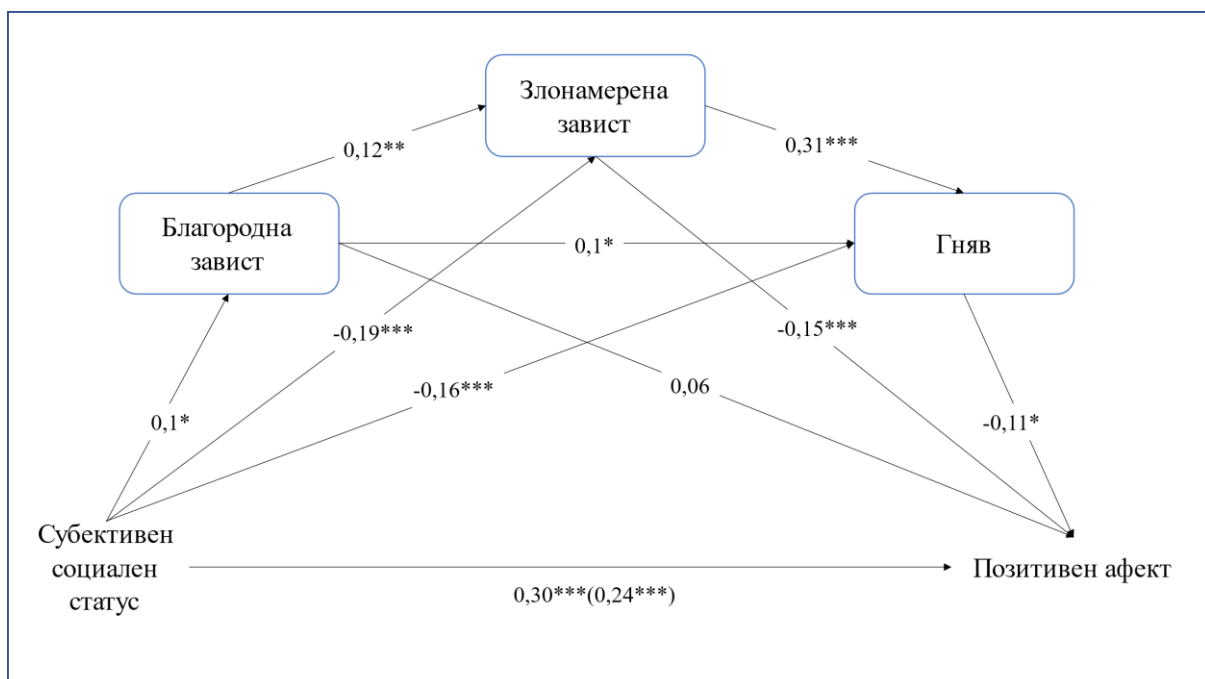 Злонамерена
завист
0,12**
0,31***
Благородна
завист
0,1*
Гняв
-0,19***
-0,15***
-0,16***
0,06
0,1*
-0,11*
Субективен
социален
статус
Позитивен афект
0,30***(0,24***)